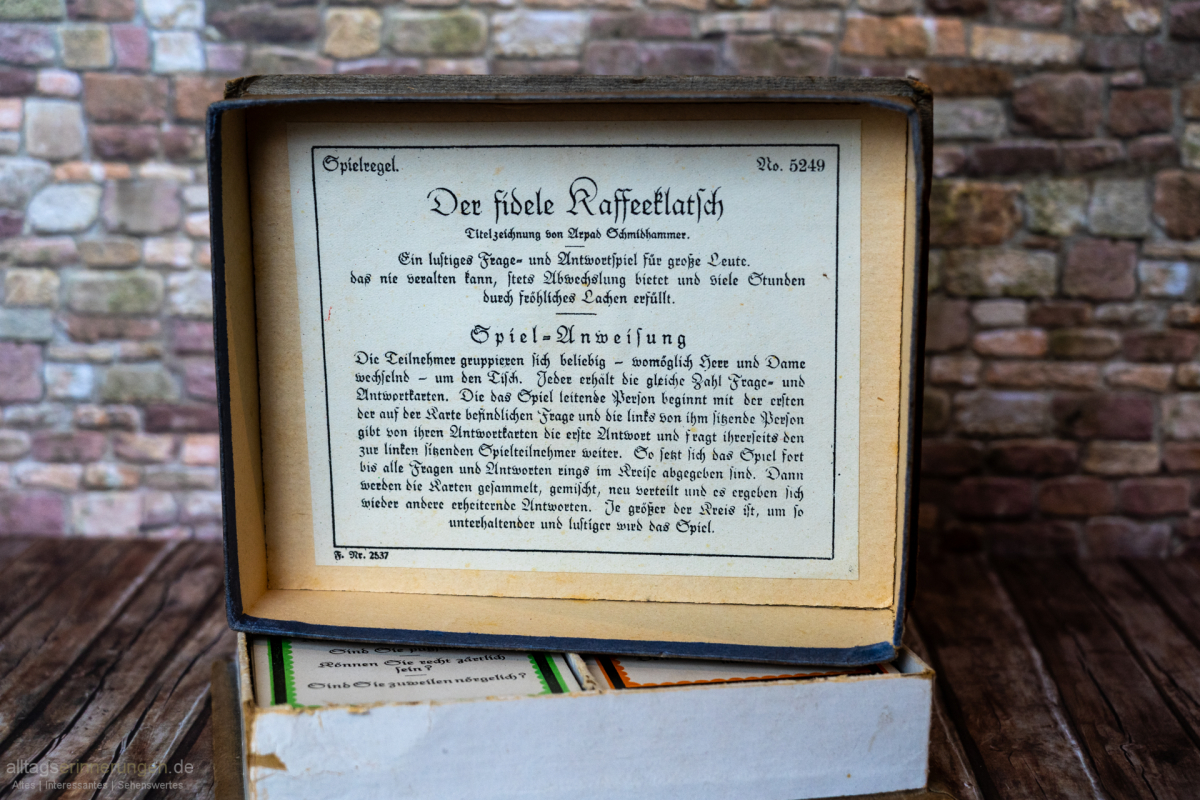 Spielregel. No. 5249
Der fidele Kaffeeklatsch
Titelzeichnung von Arpad Schmidhammer.
Ein lustiges Frage- und Antwortspiel für große Leute.
das nie veralten kann, stets Abwechslung bietet und viele Stunden
durch fröhliches Lachen erfüllt.
Spiel-Anweisung
Die Teilnehmer gruppieren sich beliebig – womöglich Herr und Dame
wechselnd – um den Tisch. Jeder erhält die gleiche Zahl Frage- und
Antwortkarten. Die das Spiel leitende Person beginnt mit der ersten
der auf der Karte befindlichen Frage und die links von ihm sitzende Person
gibt von ihren Antwortkarten die erste Antwort und fragt ihrerseits den
zur linken sitzenden Spielteilnehmer weiter. So setzt sich das Spiel fort
bis alle Fragen und Antworten rings im Kreise abgegeben sind. Dann
werden die Karten gesammelt, gemischt, neu verteilt und es ergeben sich
wieder andere erheiternde Antworten. Je größer der Kreis ist, um so
unterhaltender und lustiger wird das Spiel.
F. Nr. 2537
Sind Sie
Können Sie recht zärtlich
sein?
Sind Sie zuweilen nörgelich?
alltagserinnerungen.de
Altes | Interessantes | Sehenswertes